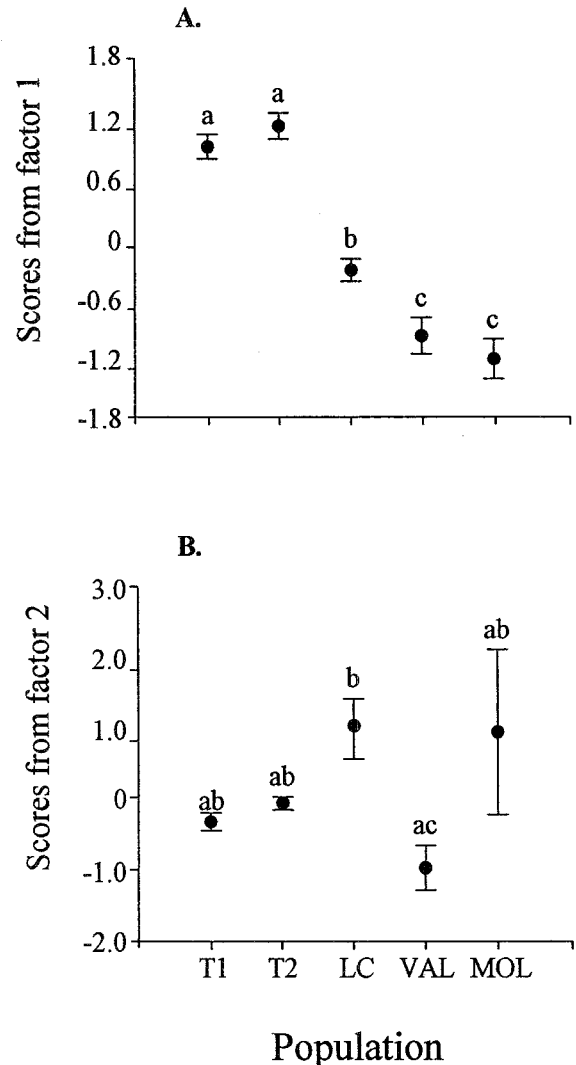 A.
Scores from factor 1
1.8
1.2
0.6
0
-0.6
-1.2
-1.8
a
a
b
c
c
B.
Scores from factor 2
3.0
2.0
1.0
0
-1.0
-2.0
ab
ab
b
ac
ab
T1 T2 LC VAL MOL
Population